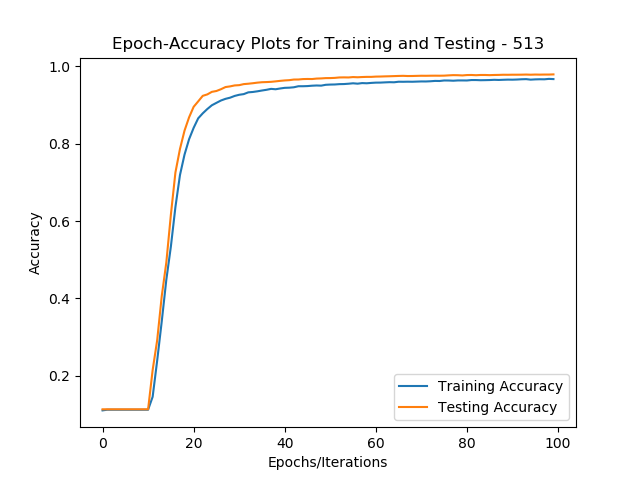 Epoch-Accuracy Plots for Training and Testing - 513
1.0
0.8
0.6
0.4
0.2
Accuracy
Training Accuracy
Testing Accuracy
0 20 40 60 80 100
Epochs/Iterations